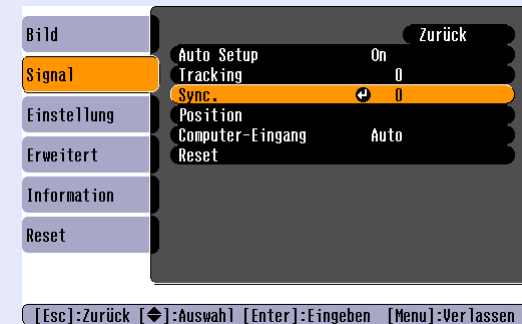 Bild
Signal
Einstellung
Erweitert
Information
Reset
Zurück
Auto Setup On
Tracking 0
Sync. 0
Position
Computer-Eingang Auto
Reset
[Esc]:Zurück [◆]:Auswahl [Enter]:Eingeben [Menu]:Verlassen